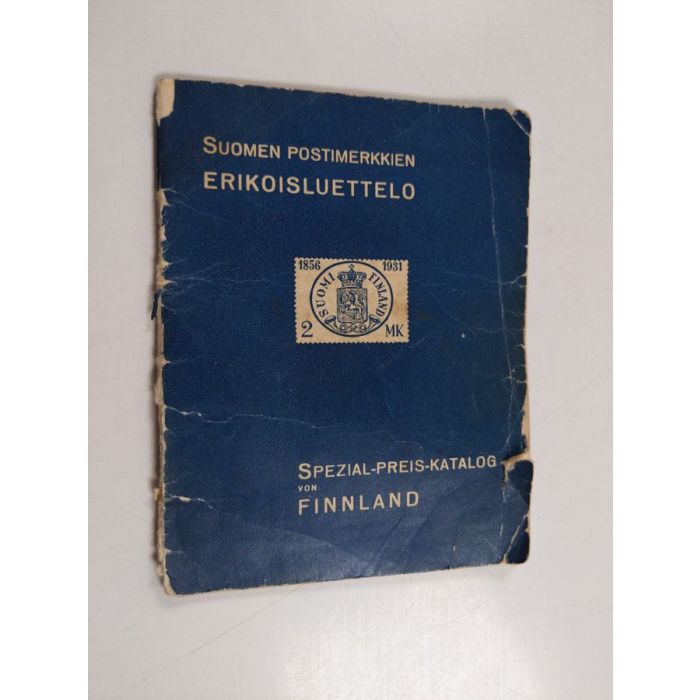 SUOMEN POSTIMERKKIEN
ERIKOISLUETTELO
1856 1931
SUOMI FINLAND
2 MK
SPEZIAL-PREIS-KATALOG
VON
FINNLAND